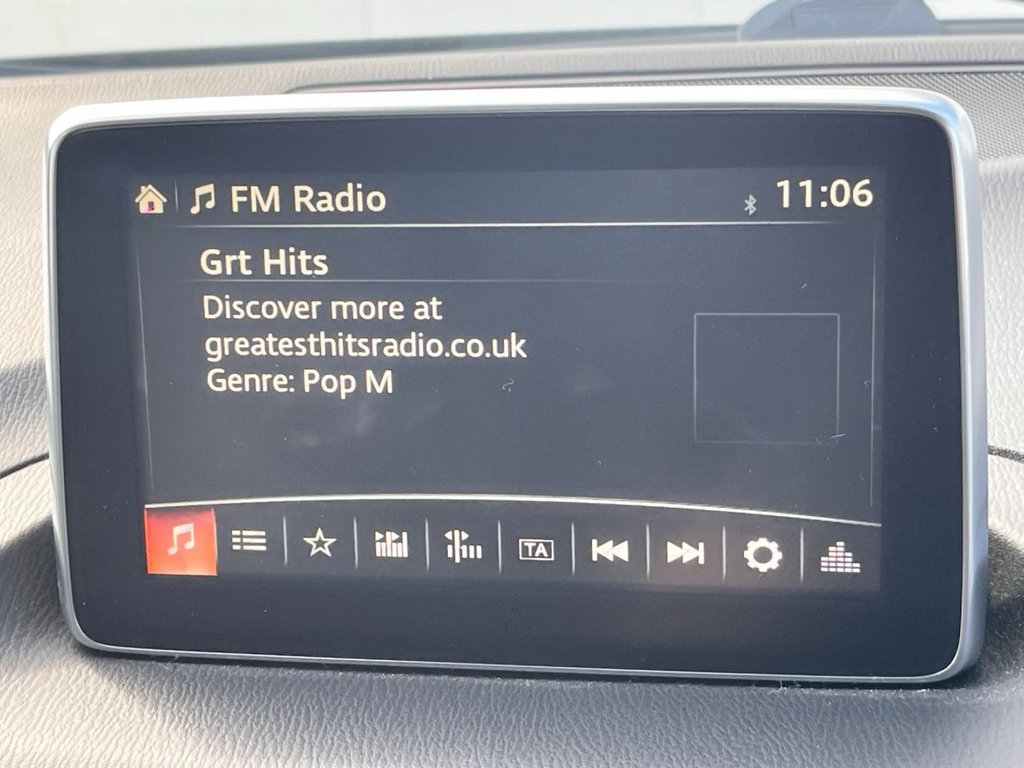 FM Radio
11:06
Grt Hits
Discover more at
greatesthitsradio.co.uk
Genre: Pop M
TA